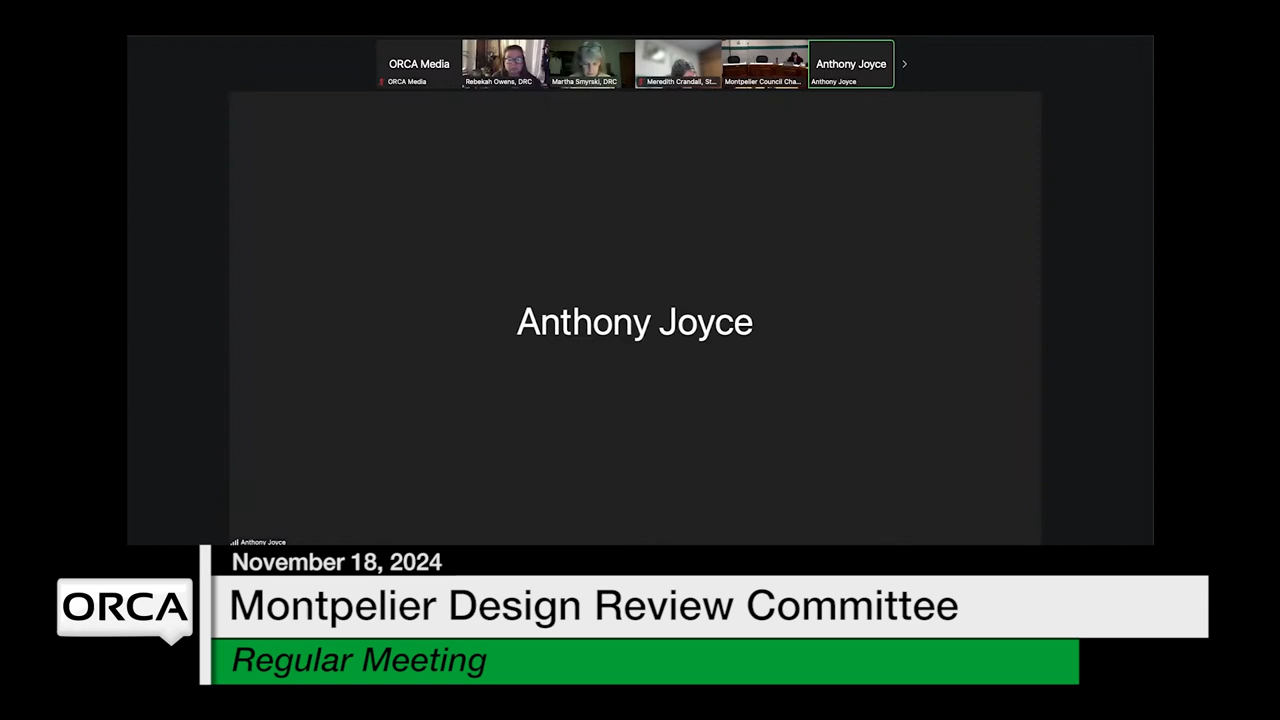 ORCA Media
Anthony Joyce
ORCA Media
Rebekah Owens, DRC
Martha Smyrski, DRC
Meredith Crandall, St...
Montpelier Council Cha...
Anthony Joyce
Anthony Joyce
Anthony Joyce
November 18, 2024
ORCA
Montpelier Design Review Committee
Regular Meeting